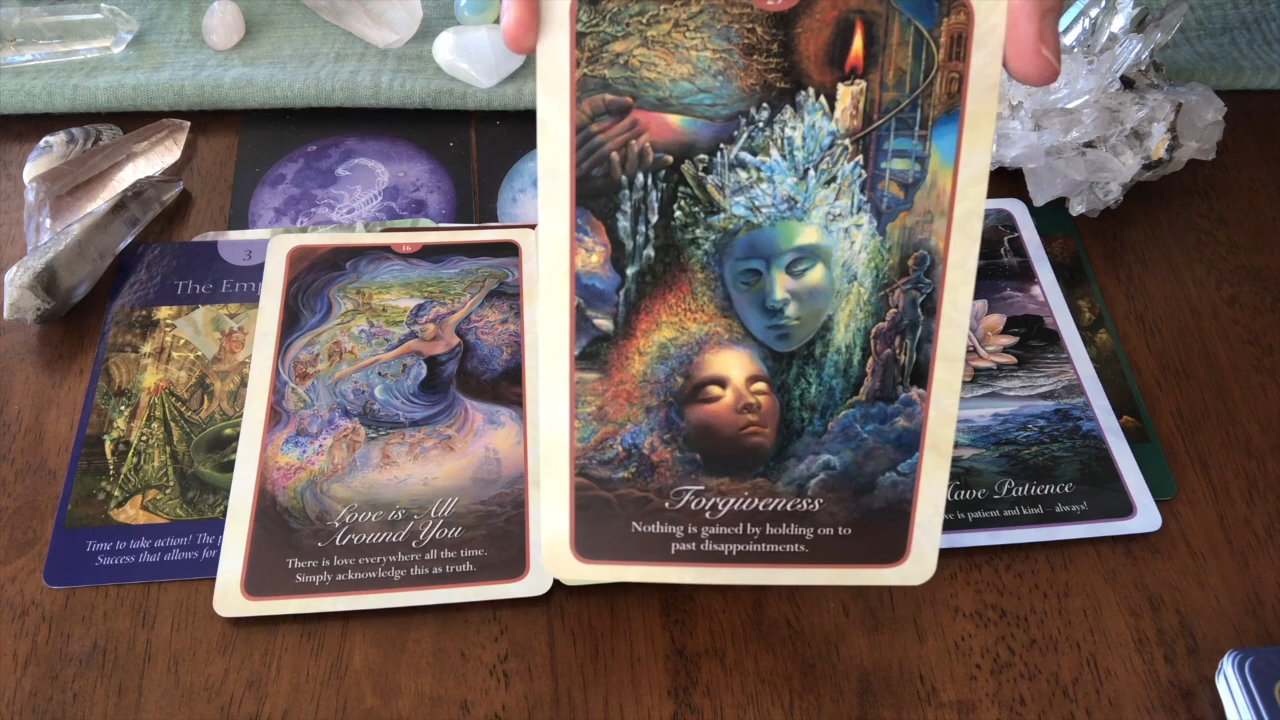 3
The Emp
Time to take action! The p
Success that allows for
16
Love is All
Around You
There is love everywhere all the time.
Simply acknowledge this as truth.
Forgiveness
Nothing is gained by holding on to
past disappointments.
Have Patience
ve is patient and kind – always!